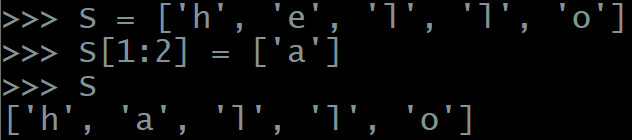 >>> S = ['h', 'e', 'l', 'l', 'o']
>>> S[1:2] = ['a']
>>> S
['h', 'a', 'l', 'l', 'o']